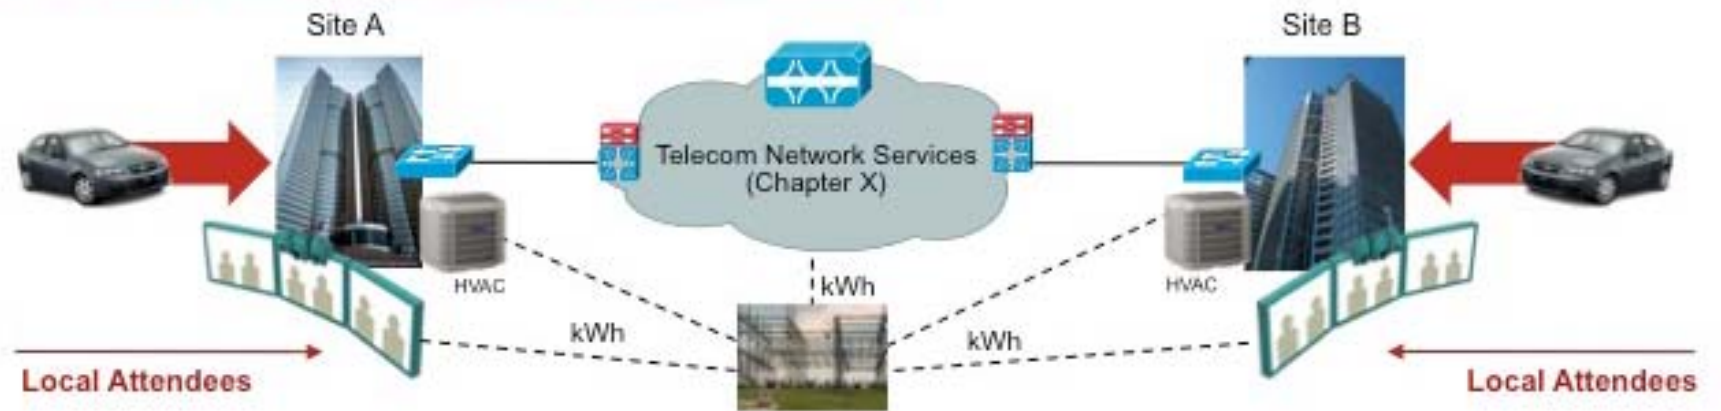 Site A
Site B
Telecom Network Services
(Chapter X)
HVAC
kWh
HVAC
kWh
kWh
Local Attendees
Local Attendees